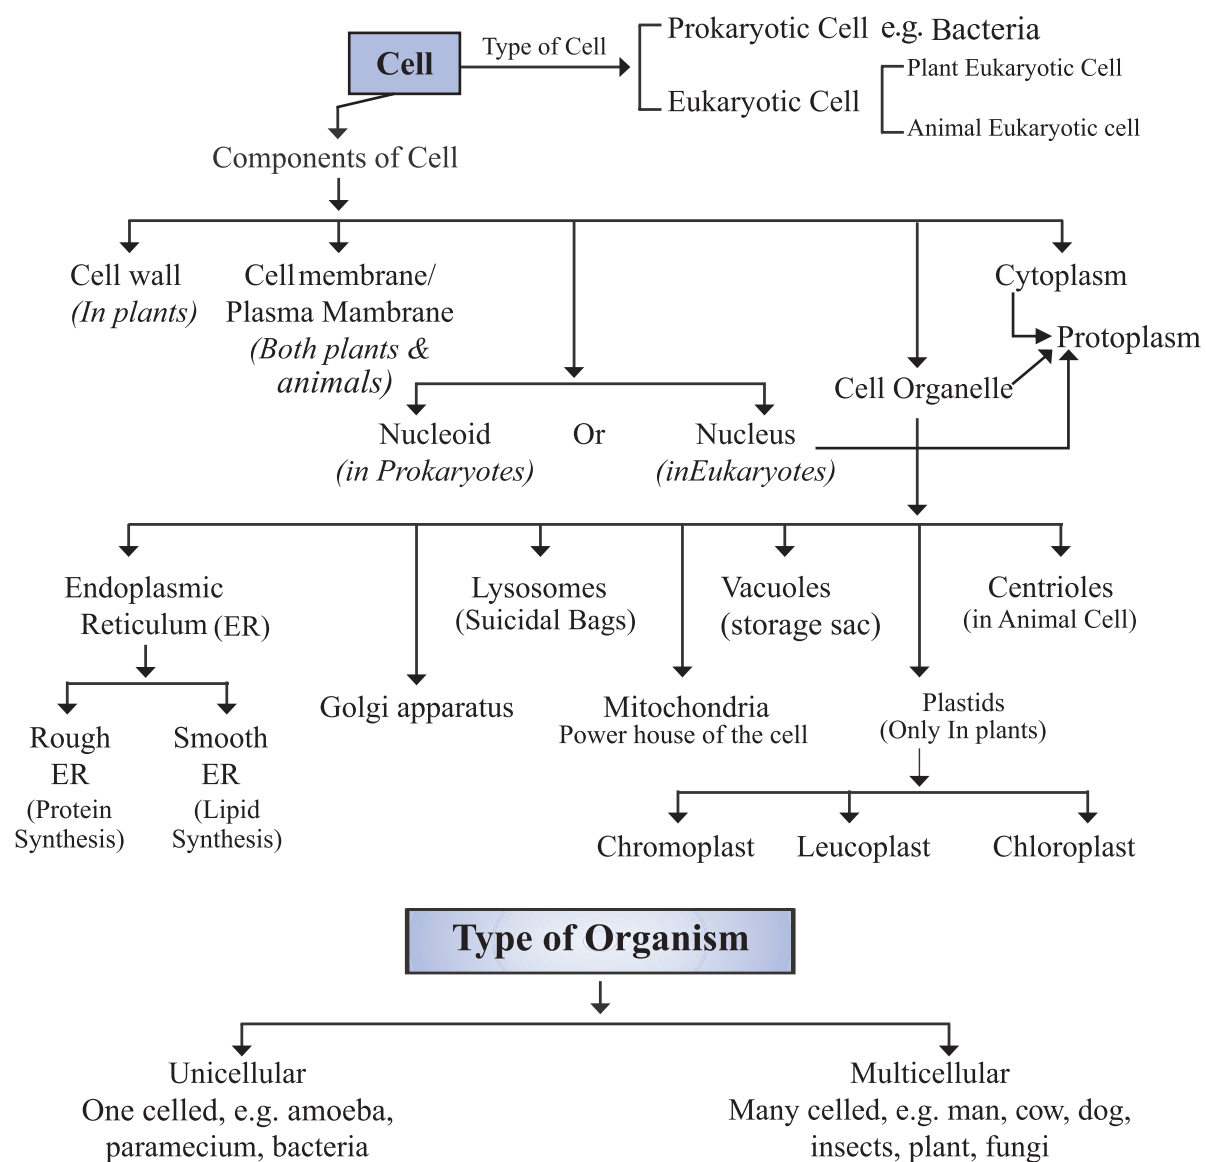 Cell
Type of Cell
Prokaryotic Cell e.g. Bacteria
Eukaryotic Cell
Plant Eukaryotic Cell
Animal Eukaryotic cell
Components of Cell
Cell wall
(In plants)
Cell membrane/
Plasma Mambrane
(Both plants &
animals)
Nucleoid
(in Prokaryotes)
Or
Nucleus
(inEukaryotes)
Cell Organelle
Cytoplasm
Protoplasm
Endoplasmic
Reticulum (ER)
Rough
ER
(Protein
Synthesis)
Smooth
ER
(Lipid
Synthesis)
Golgi apparatus
Lysosomes
(Suicidal Bags)
Mitochondria
Power house of the cell
Vacuoles
(storage sac)
Plastids
(Only In plants)
Chromoplast
Leucoplast
Chloroplast
Centrioles
(in Animal Cell)
Type of Organism
Unicellular
One celled, e.g. amoeba,
paramecium, bacteria
Multicellular
Many celled, e.g. man, cow, dog,
insects, plant, fungi